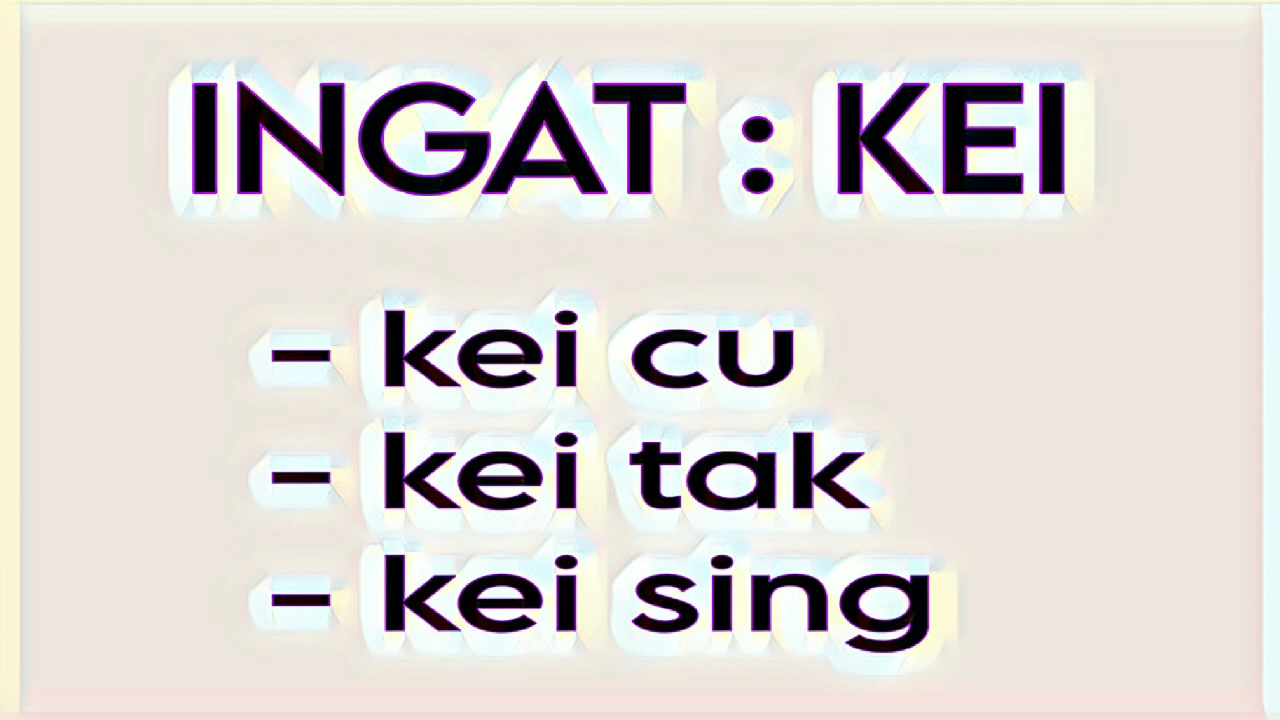 INGAT : KEI
- kei cu
- kei tak
- kei sing